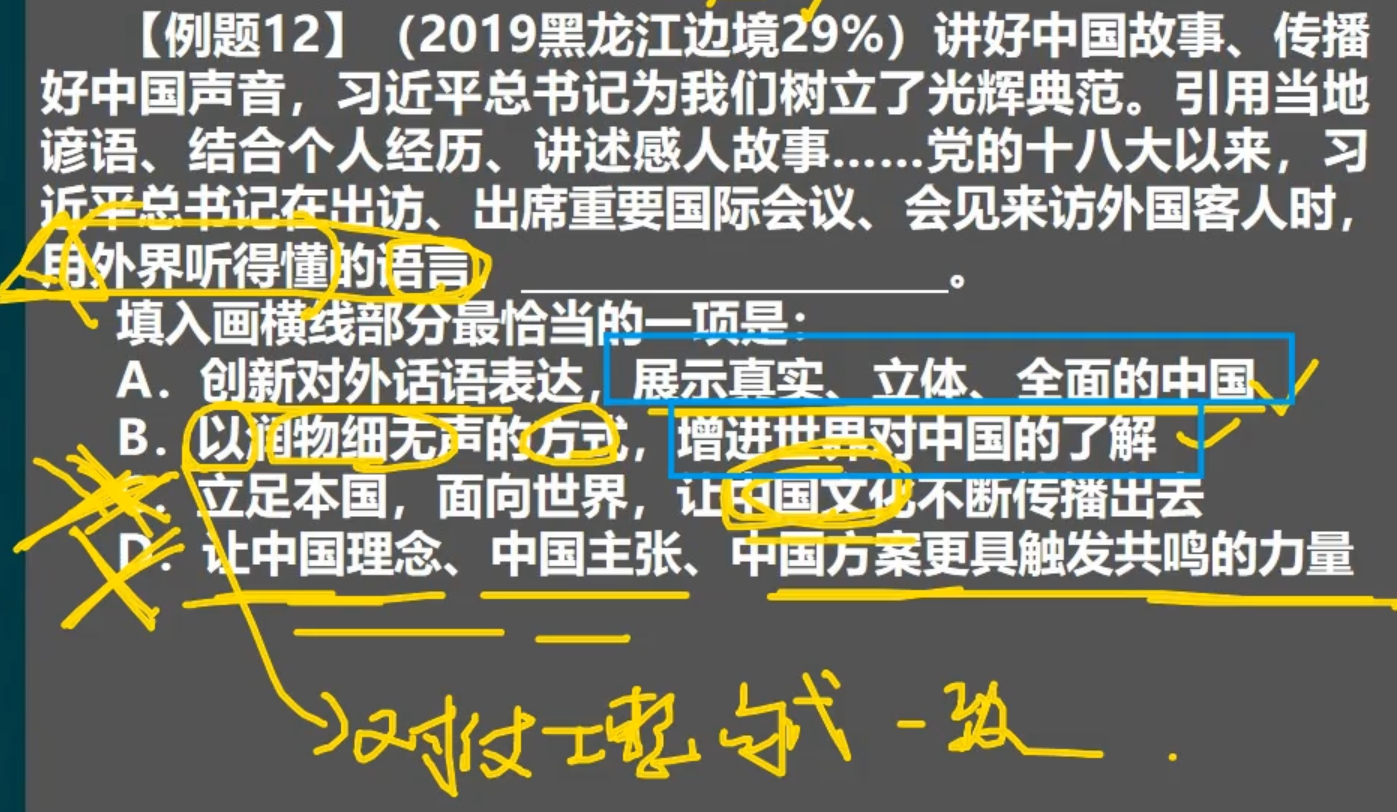 【例题12】（2019黑龙江边境29%）讲好中国故事、传播
好中国声音，习近平总书记为我们树立了光辉典范。引用当地
谚语、结合个人经历、讲述感人故事……党的十八大以来，习
近平总书记在出访、出席重要国际会议、会见来访外国客人时，
用外界听得懂的语言，____________________。
填入画横线部分最恰当的一项是：
A．创新对外话语表达，展示真实、立体、全面的中国
B．以润物细无声的方式，增进世界对中国的了解
．立足本国，面向世界，让中国文化不断传播出去
D．让中国理念、中国主张、中国方案更具触发共鸣的力量
一致